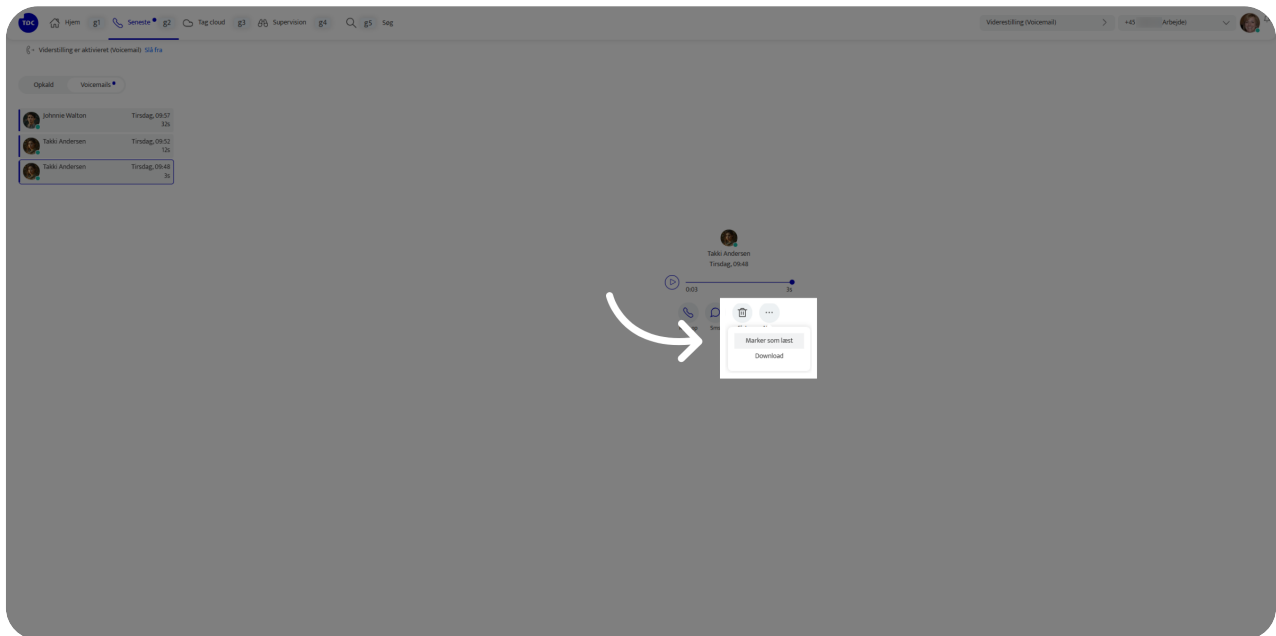 TDC Hjem g1 Seneste g2 Tag cloud g3 Supervision g4 g5 Søg Viderestilling (Voicemail) +45 Arbejde
Viderstilling er aktivieret (Voicemail) Slå fra
Opkald Voicemails
Johnnie Walton Tirsdag, 09:57
32s
Takki Andersen Tirsdag, 09:52
12s
Takki Andersen Tirsdag, 09:48
3s
Takki Andersen
Tirsdag, 09:48
0:03 3s
Marker som læst
Download